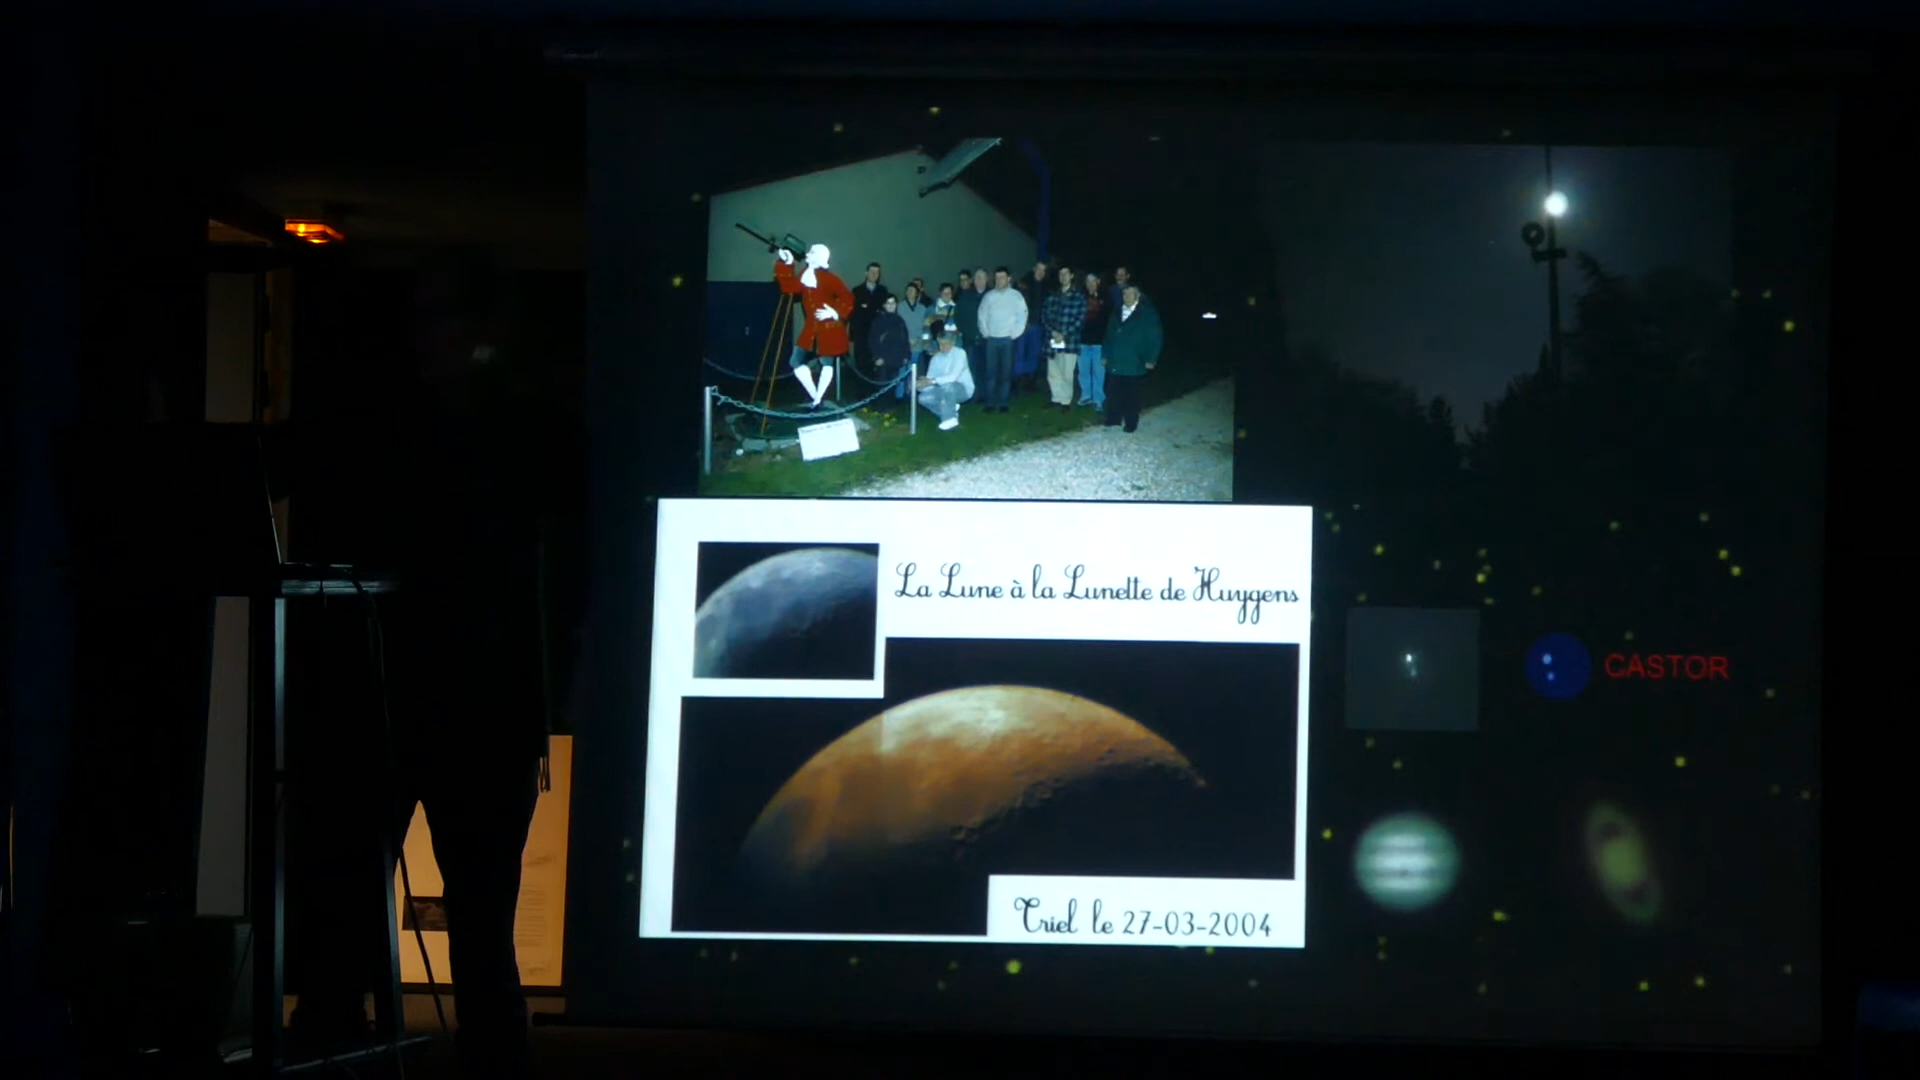 La Lune à la Lunette de Huygens
CASTOR
Triel le 27-03-2004